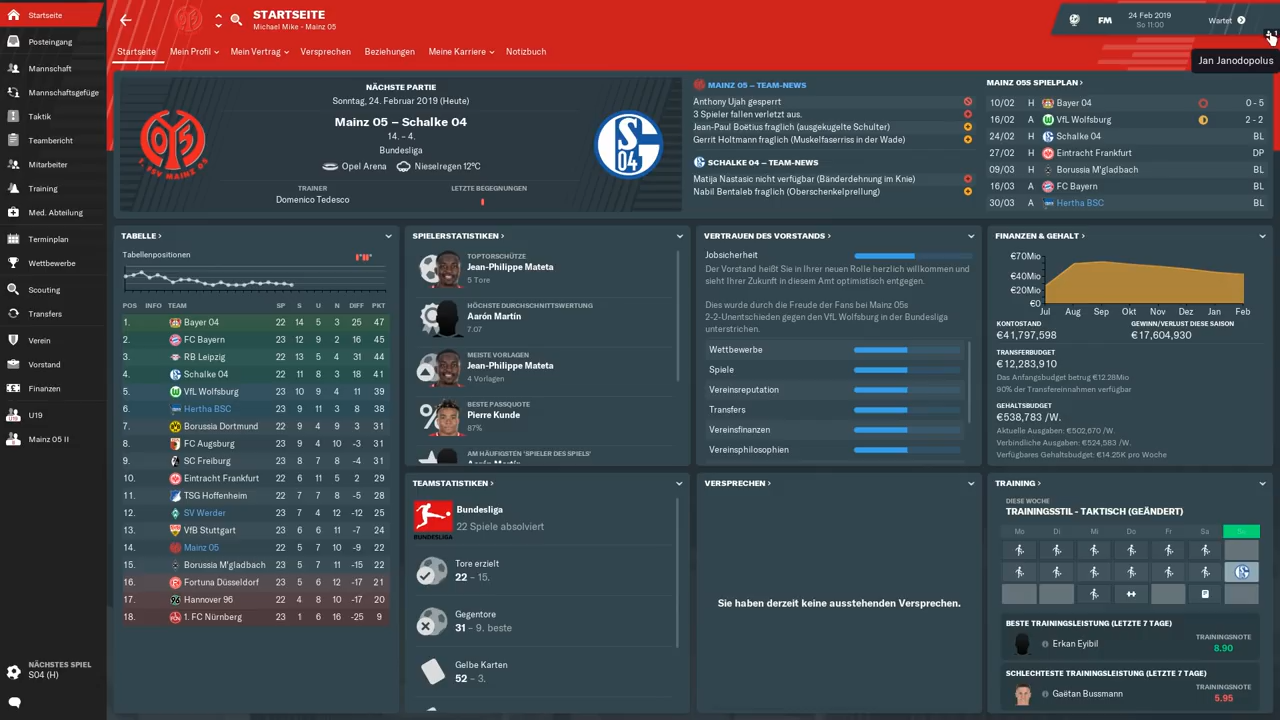 Startseite
Posteingang
Mannschaft
Mannschaftsgefüge
Taktik
Teambericht
Mitarbeiter
Training
Med. Abteilung
Terminplan
Wettbewerbe
Scouting
Transfers
Verein
Vorstand
Finanzen
U19
Mainz 05 II
NÄCHSTES SPIEL
S04 (H)
STARTSEITE
Michael Mike - Mainz 05
FM
24 Feb 2019
So 11:00
Wartet
Jan Janodopolus
Startseite Mein Profil Mein Vertrag Versprechen Beziehungen Meine Karriere Notizbuch
NÄCHSTE PARTIE
Sonntag, 24. Februar 2019 (Heute)
Mainz 05 – Schalke 04
14. – 4.
Bundesliga
Opel Arena Nieselregen 12°C
TRAINER
Domenico Tedesco
LETZTE BEGEGNUNGEN
MAINZ 05 – TEAM-NEWS
Anthony Ujah gesperrt
3 Spieler fallen verletzt aus.
Jean-Paul Boëtius fraglich (ausgekugelte Schulter)
Gerrit Holtmann fraglich (Muskelfaserriss in der Wade)
SCHALKE 04 – TEAM-NEWS
Matija Nastasic nicht verfügbar (Bänderdehnung im Knie)
Nabil Bentaleb fraglich (Oberschenkelprellung)
MAINZ 05S SPIELPLAN
10/02 H Bayer 04 0 - 5
16/02 A VfL Wolfsburg 2 - 2
24/02 H Schalke 04 BL
27/02 H Eintracht Frankfurt DP
09/03 H Borussia M'gladbach BL
16/03 A FC Bayern BL
30/03 A Hertha BSC BL
TABELLE
Tabellenpositionen
POS INFO TEAM SP S U N DIFF PKT
1. Bayer 04 22 14 5 3 25 47
2. FC Bayern 23 12 9 2 16 45
3. RB Leipzig 22 13 5 4 31 44
4. Schalke 04 22 11 8 3 18 41
5. VfL Wolfsburg 23 10 9 4 11 39
6. Hertha BSC 23 9 11 3 8 38
7. Borussia Dortmund 22 9 4 9 3 31
8. FC Augsburg 23 9 4 10 -3 31
9. SC Freiburg 23 8 7 8 -4 31
10. Eintracht Frankfurt 22 6 11 5 2 29
11. TSG Hoffenheim 22 7 7 8 -5 28
12. SV Werder 23 7 4 12 -12 25
13. VfB Stuttgart 23 6 6 11 -7 24
14. Mainz 05 22 5 7 10 -9 22
15. Borussia M'gladbach 23 5 7 11 -15 22
16. Fortuna Düsseldorf 23 5 6 12 -17 21
17. Hannover 96 22 4 8 10 -17 20
18. 1. FC Nürnberg 23 1 6 16 -25 9
SPIELERSTATISTIKEN
TOPTORSCHÜTZE
Jean-Philippe Mateta
5 Tore
HÖCHSTE DURCHSCHNITTSWERTUNG
Aarón Martín
7.07
MEISTE VORLAGEN
Jean-Philippe Mateta
4 Vorlagen
BESTE PASSQUOTE
Pierre Kunde
87%
AM HÄUFIGSTEN 'SPIELER DES SPIELS'
Aarón Martín
TEAMSTATISTIKEN
BUNDESLIGA
Bundesliga
22 Spiele absolviert
Tore erzielt
22 – 15.
Gegentore
31 – 9. beste
Gelbe Karten
52 – 3.
VERTRAUEN DES VORSTANDS
Jobsicherheit
Der Vorstand heißt Sie in Ihrer neuen Rolle herzlich willkommen und
sieht Ihrer Zukunft in diesem Amt optimistisch entgegen.
Dies wurde durch die Freude der Fans bei Mainz 05s
2-2-Unentschieden gegen den VfL Wolfsburg in der Bundesliga
unterstrichen.
Wettbewerbe
Spiele
Vereinsreputation
Transfers
Vereinsfinanzen
Vereinsphilosophien
VERSPRECHEN
Sie haben derzeit keine ausstehenden Versprechen.
FINANZEN & GEHALT
€70Mio
€40Mio
€20Mio
€0
Jul Aug Sep Okt Nov Dez Jan Feb
KONTOSTAND
€41,797,598
GEWINN/VERLUST DIESE SAISON
€17,604,930
TRANSFERBUDGET
€12,283,910
Das Anfangsbudget betrug €12.28Mio
90% der Transfereinnahmen verfügbar
GEHALTSBUDGET
€538,783 /W.
Aktuelle Ausgaben: €502,670 /W.
Verbindliche Ausgaben: €524,583 /W.
Verfügbares Gehaltsbudget: €14.25K pro Woche
TRAINING
DIESE WOCHE
TRAININGSSTIL - TAKTISCH (GEÄNDERT)
Mo Di Mi Do Fr Sa So
BESTE TRAININGSLEISTUNG (LETZTE 7 TAGE)
Erkan Eyibil
TRAININGSNOTE
8.90
SCHLECHTESTE TRAININGSLEISTUNG (LETZTE 7 TAGE)
Gaëtan Bussmann
TRAININGSNOTE
5.95